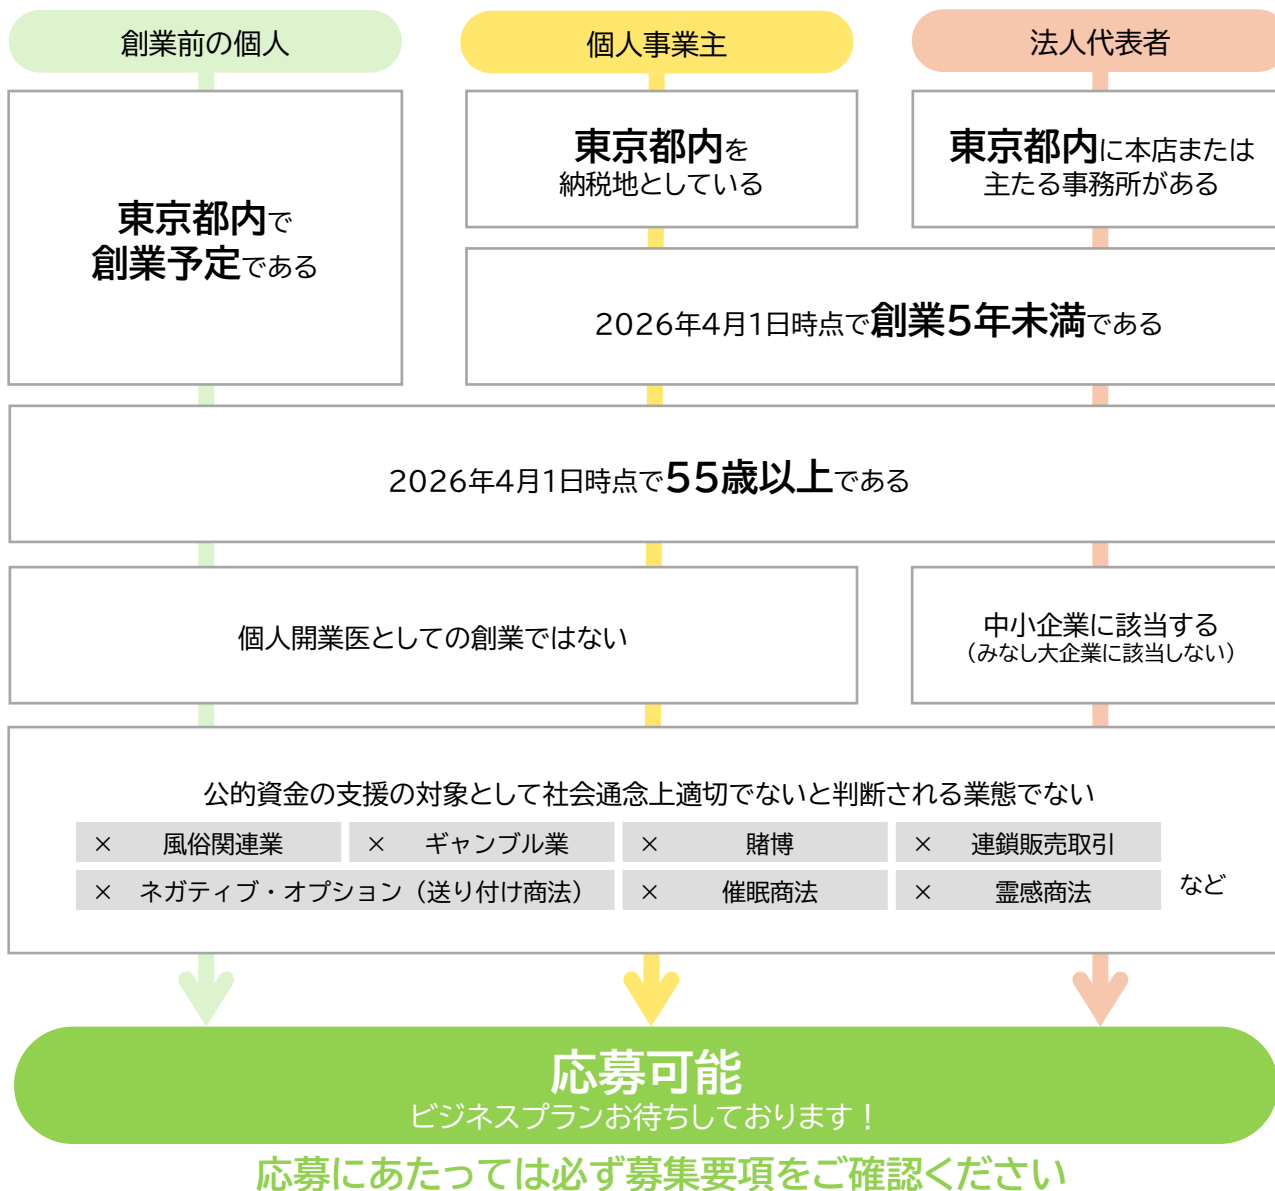 創業前の個人
個人事業主
法人代表者
東京都内で
創業予定である
東京都内を
納税地としている
東京都内に本店または
主たる事務所がある
2026年4月1日時点で創業5年未満である
2026年4月1日時点で55歳以上である
個人開業医としての創業ではない
中小企業に該当する
（みなし大企業に該当しない）
公的資金の支援の対象として社会通念上適切でないと判断される業態でない
× 風俗関連業 × ギャンブル業 × 賭博 × 連鎖販売取引
× ネガティブ・オプション（送り付け商法） × 催眠商法 × 霊感商法 など
応募可能
ビジネスプランお待ちしております！
応募にあたっては必ず募集要項をご確認ください